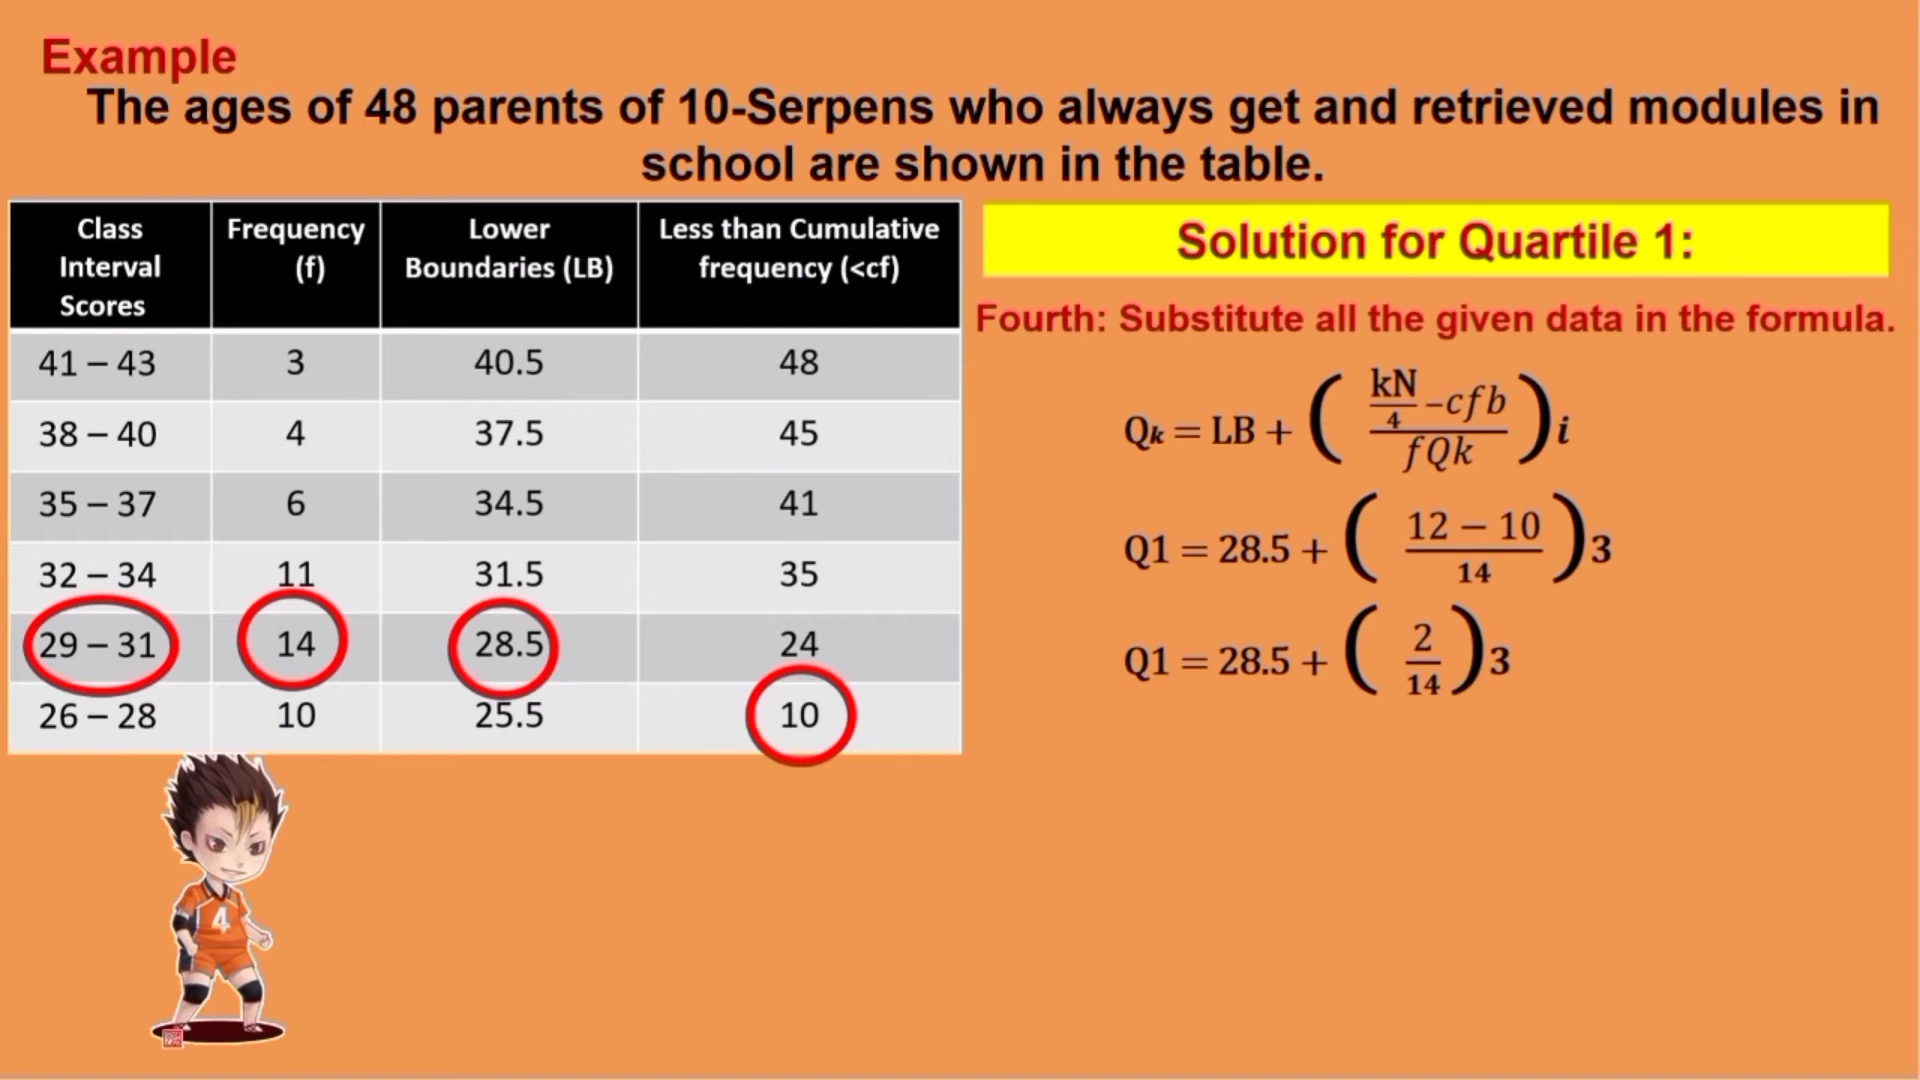 Example
The ages of 48 parents of 10-Serpens who always get and retrieved modules in
school are shown in the table.
Class Interval Scores | Frequency (f) | Lower Boundaries (LB) | Less than Cumulative frequency (<cf)
41 – 43 | 3 | 40.5 | 48
38 – 40 | 4 | 37.5 | 45
35 – 37 | 6 | 34.5 | 41
32 – 34 | 11 | 31.5 | 35
29 – 31 | 14 | 28.5 | 24
26 – 28 | 10 | 25.5 | 10
4
Solution for Quartile 1:
Fourth: Substitute all the given data in the formula.
Qk = LB + ( (kN/4 – cfb) / fQk ) i
Q1 = 28.5 + ( (12 – 10) / 14 ) 3
Q1 = 28.5 + ( 2 / 14 ) 3